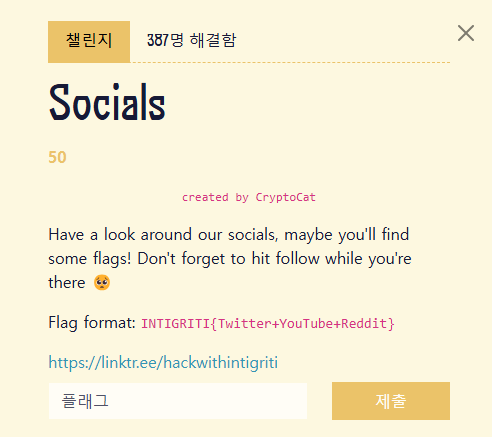 챌린지 387명 해결함
Socials
50
created by CryptoCat
Have a look around our socials, maybe you'll find
some flags! Don't forget to hit follow while you're
there 🥺
Flag format: INTIGRITI{Twitter+YouTube+Reddit}
https://linktr.ee/hackwithintigriti
플래그 제출